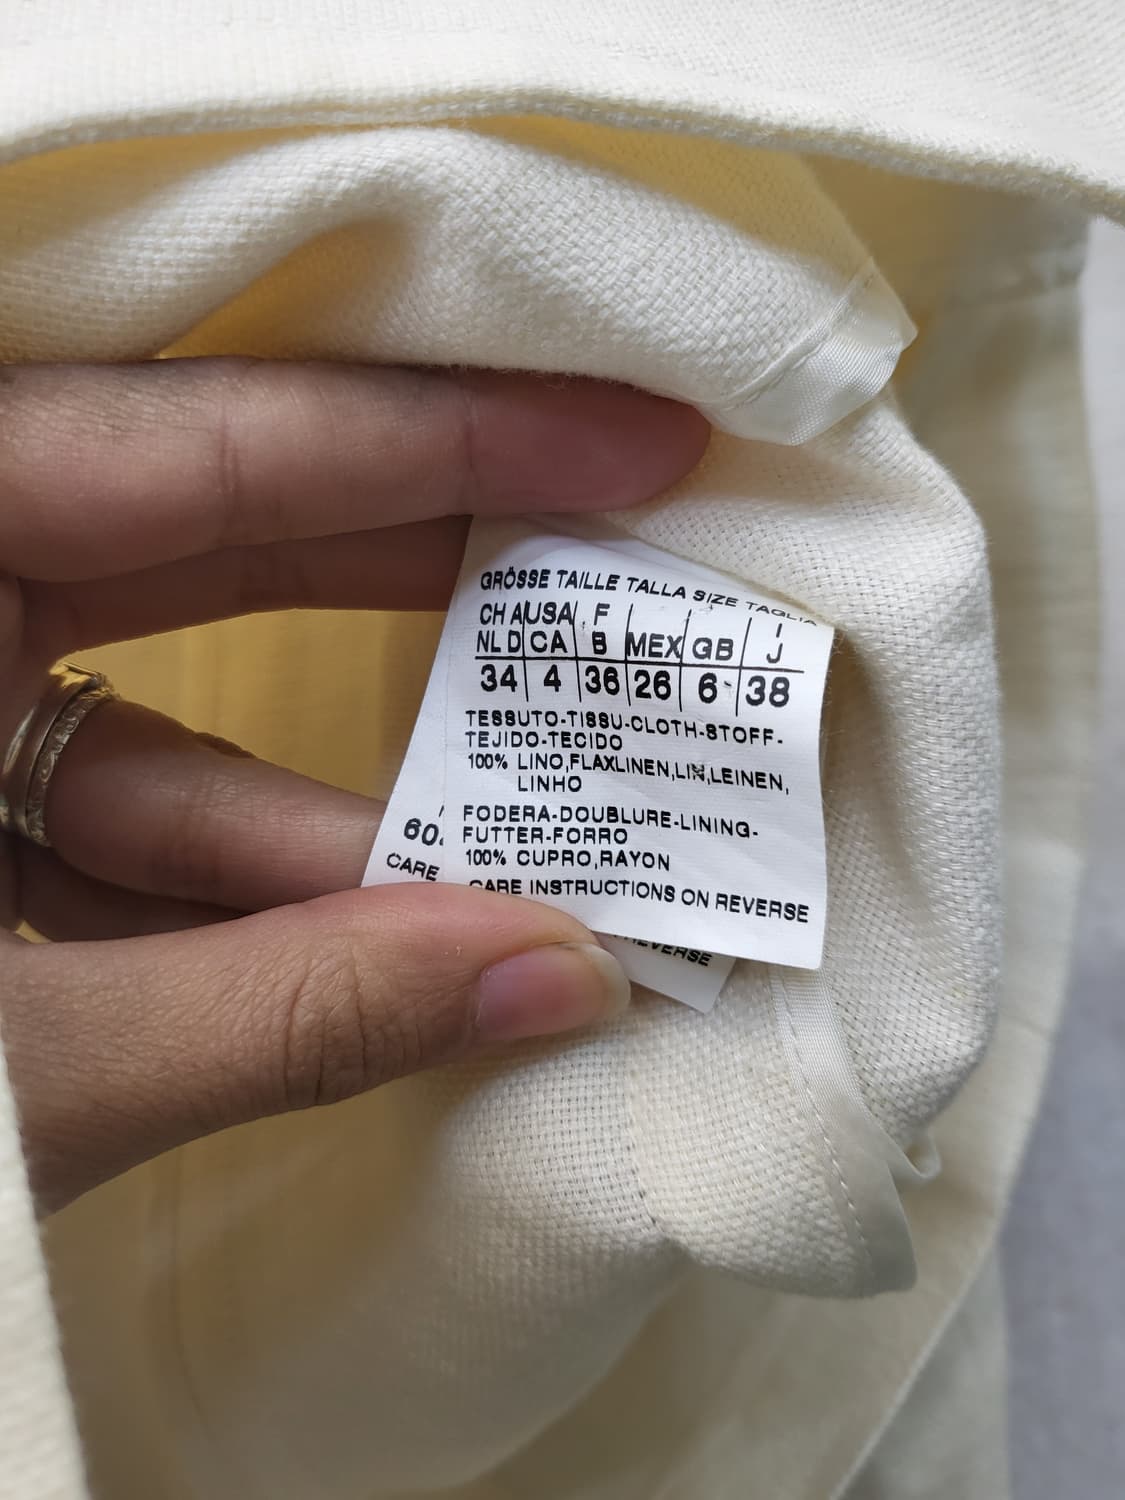 GRÖSSE TAILLE TALLA SIZE TAGLIA
CH A USA F I
NL D CA B MEX GB J
34 4 36 26 6 38
TESSUTO-TISSU-CLOTH-STOFF-
TEJIDO-TECIDO
100% LINO,FLAXLINEN,LIN,LEINEN,
LINHO
FODERA-DOUBLURE-LINING-
FUTTER-FORRO
100% CUPRO,RAYON
CARE INSTRUCTIONS ON REVERSE
CARE
REVERSE